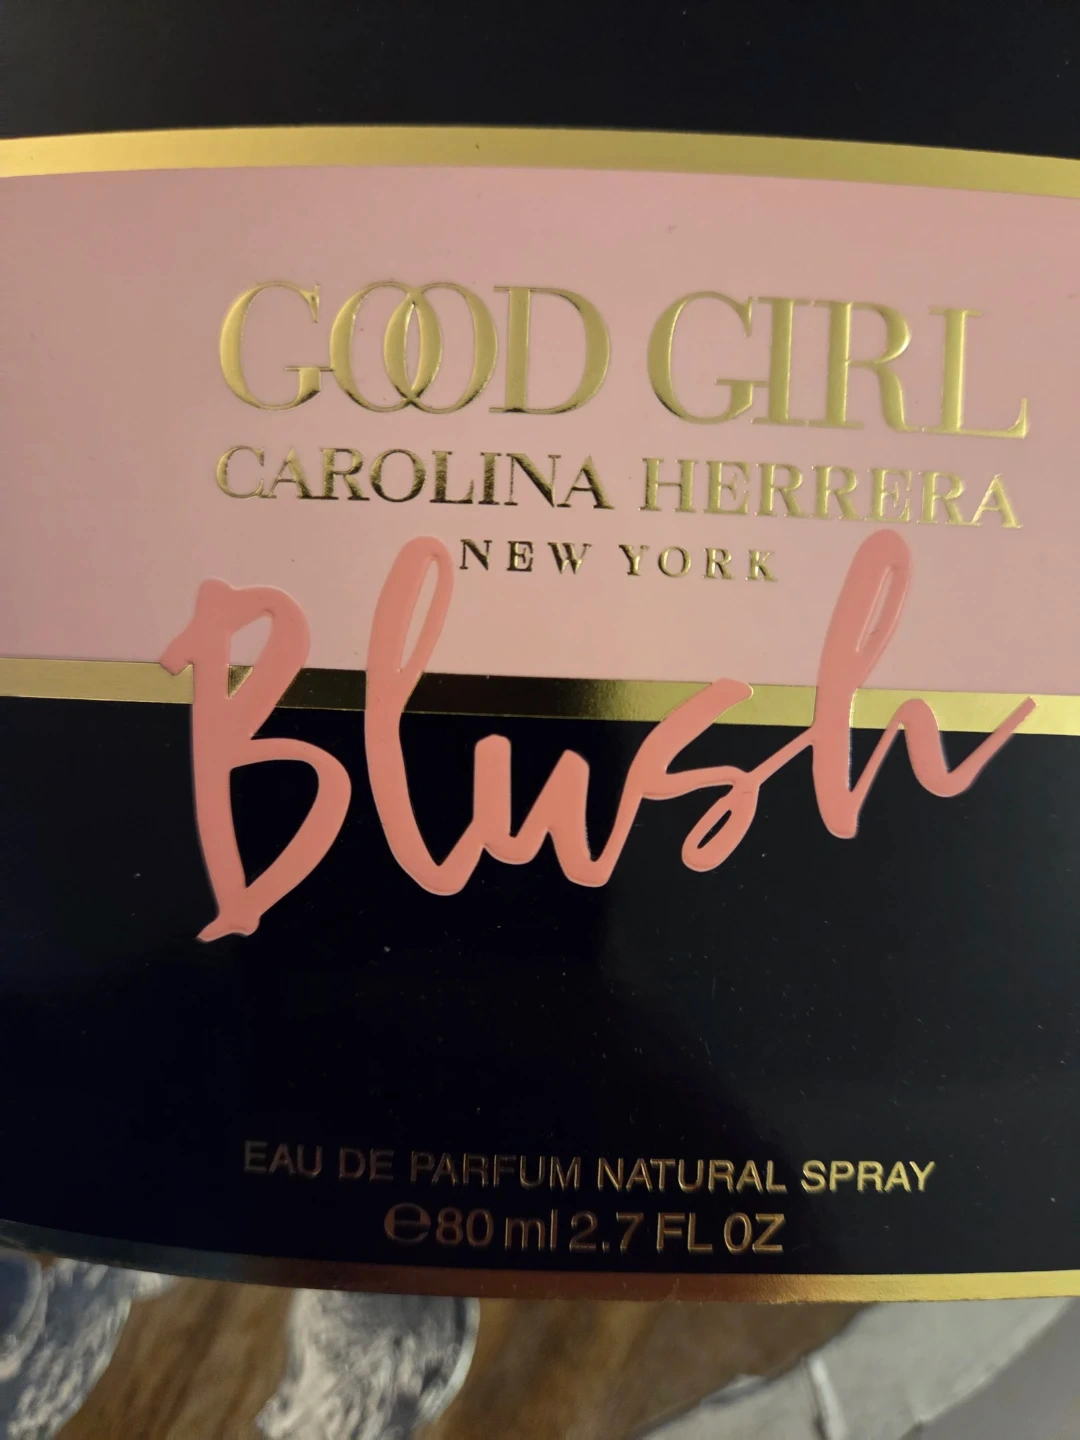 GOOD GIRL
CAROLINA HERRERA
NEW YORK
Blush
EAU DE PARFUM NATURAL SPRAY
℮80 ml 2.7 FL OZ